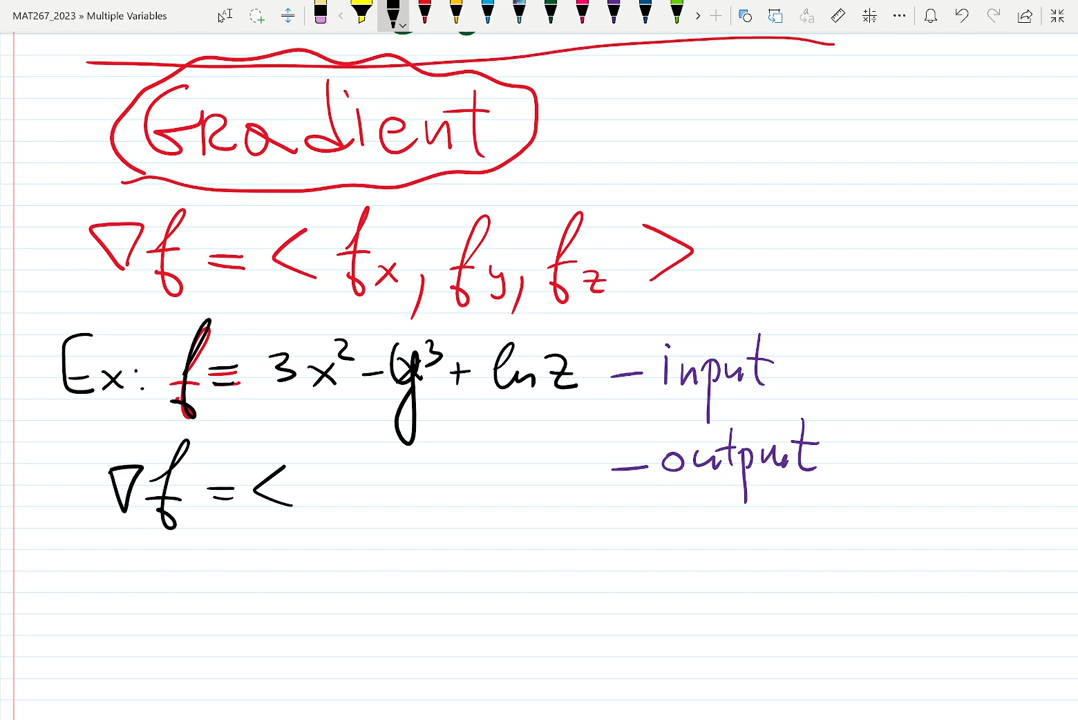 MAT267_2023 » Multiple Variables
Gradient
∇f = < fx, fy, fz >
Ex: f = 3x² - y³ + ln z - input
∇f = < - output